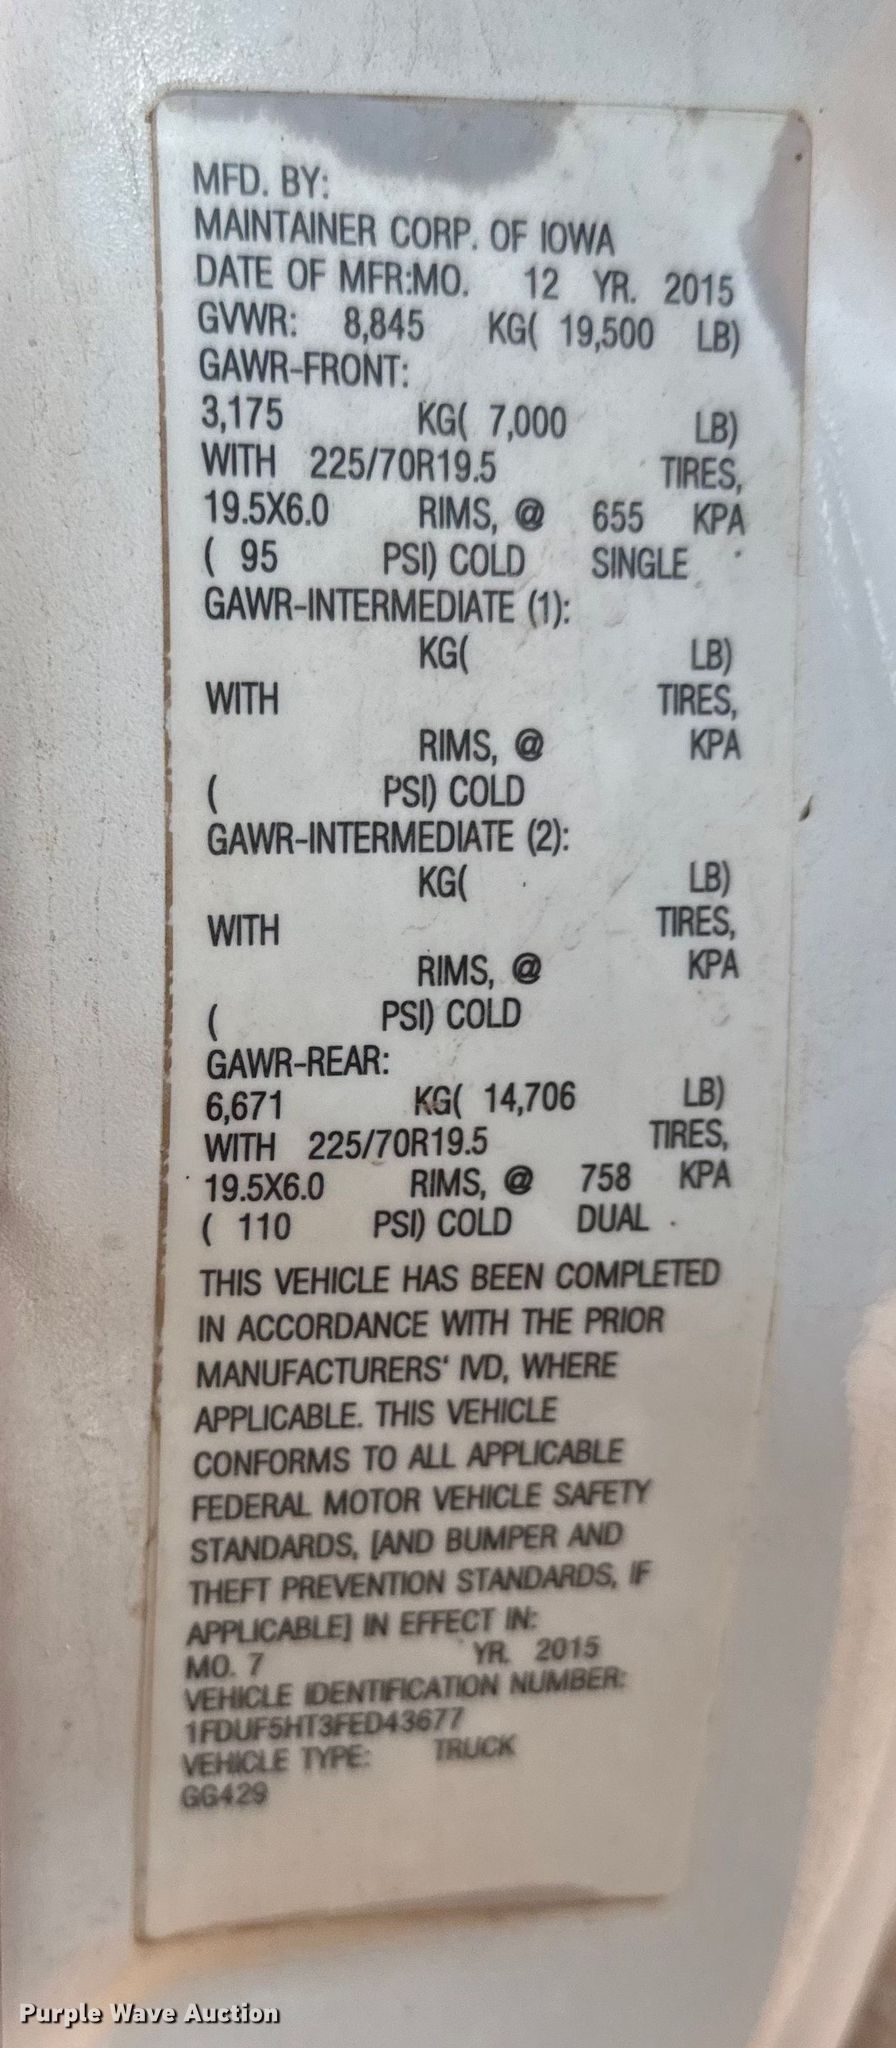 MFD. BY:
MAINTAINER CORP. OF IOWA
DATE OF MFR:MO. 12 YR. 2015
GVWR: 8,845 KG( 19,500 LB)
GAWR-FRONT:
3,175 KG( 7,000 LB)
WITH 225/70R19.5 TIRES,
19.5X6.0 RIMS, @ 655 KPA
( 95 PSI) COLD SINGLE
GAWR-INTERMEDIATE (1):
KG( LB)
WITH TIRES,
RIMS, @ KPA
( PSI) COLD
GAWR-INTERMEDIATE (2):
KG( LB)
WITH TIRES,
RIMS, @ KPA
( PSI) COLD
GAWR-REAR:
6,671 KG( 14,706 LB)
WITH 225/70R19.5 TIRES,
19.5X6.0 RIMS, @ 758 KPA
( 110 PSI) COLD DUAL
THIS VEHICLE HAS BEEN COMPLETED
IN ACCORDANCE WITH THE PRIOR
MANUFACTURERS' IVD, WHERE
APPLICABLE. THIS VEHICLE
CONFORMS TO ALL APPLICABLE
FEDERAL MOTOR VEHICLE SAFETY
STANDARDS, [AND BUMPER AND
THEFT PREVENTION STANDARDS, IF
APPLICABLE] IN EFFECT IN:
MO. 7 YR. 2015
VEHICLE IDENTIFICATION NUMBER:
1FDUF5HT3FED43677
VEHICLE TYPE: TRUCK
GG429
Purple Wave Auction